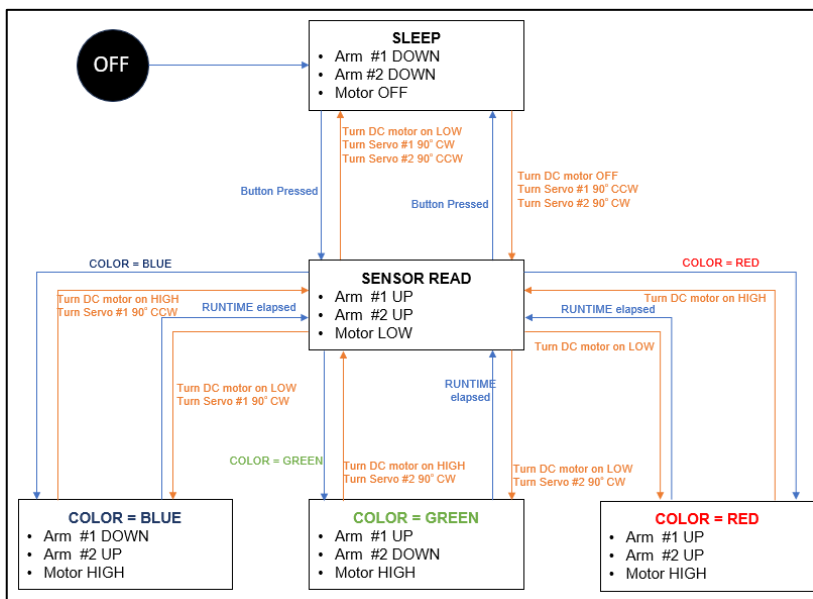 OFF
SLEEP
• Arm #1 DOWN
• Arm #2 DOWN
• Motor OFF
Turn DC motor on LOW
Turn Servo #1 90° CW
Turn Servo #2 90° CCW
Button Pressed
Button Pressed
Turn DC motor OFF
Turn Servo #1 90° CCW
Turn Servo #2 90° CW
COLOR = BLUE
SENSOR READ
• Arm #1 UP
• Arm #2 UP
• Motor LOW
COLOR = RED
Turn DC motor on HIGH
Turn Servo #1 90° CCW
RUNTIME elapsed
Turn DC motor on HIGH
RUNTIME elapsed
Turn DC motor on LOW
Turn DC motor on LOW
Turn Servo #1 90° CW
RUNTIME
elapsed
COLOR = GREEN
Turn DC motor on HIGH
Turn Servo #2 90° CW
Turn DC motor on LOW
Turn Servo #2 90° CW
COLOR = BLUE
• Arm #1 DOWN
• Arm #2 UP
• Motor HIGH
COLOR = GREEN
• Arm #1 UP
• Arm #2 DOWN
• Motor HIGH
COLOR = RED
• Arm #1 UP
• Arm #2 UP
• Motor HIGH